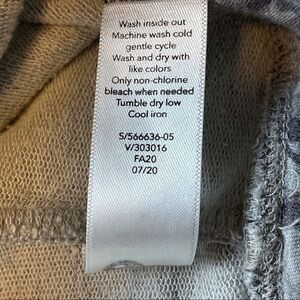 Wash inside out
Machine wash cold
gentle cycle
Wash and dry with
like colors
Only non-chlorine
bleach when needed
Tumble dry low
Cool iron
S/566636-05
V/303016
FA20
07/20